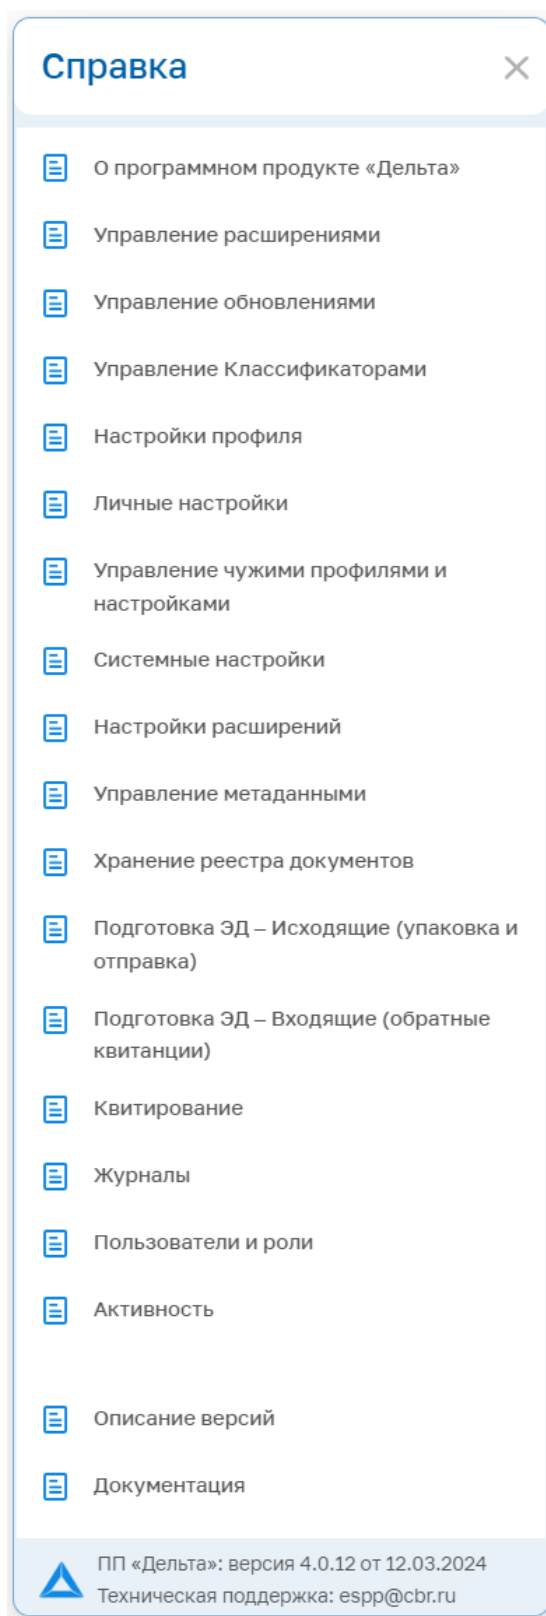 Справка
О программном продукте «Дельта»
Управление расширениями
Управление обновлениями
Управление Классификаторами
Настройки профиля
Личные настройки
Управление чужими профилями и
настройками
Системные настройки
Настройки расширений
Управление метаданными
Хранение реестра документов
Подготовка ЭД – Исходящие (упаковка и
отправка)
Подготовка ЭД – Входящие (обратные
квитанции)
Квитирование
Журналы
Пользователи и роли
Активность
Описание версий
Документация
ПП «Дельта»: версия 4.0.12 от 12.03.2024
Техническая поддержка: espp@cbr.ru